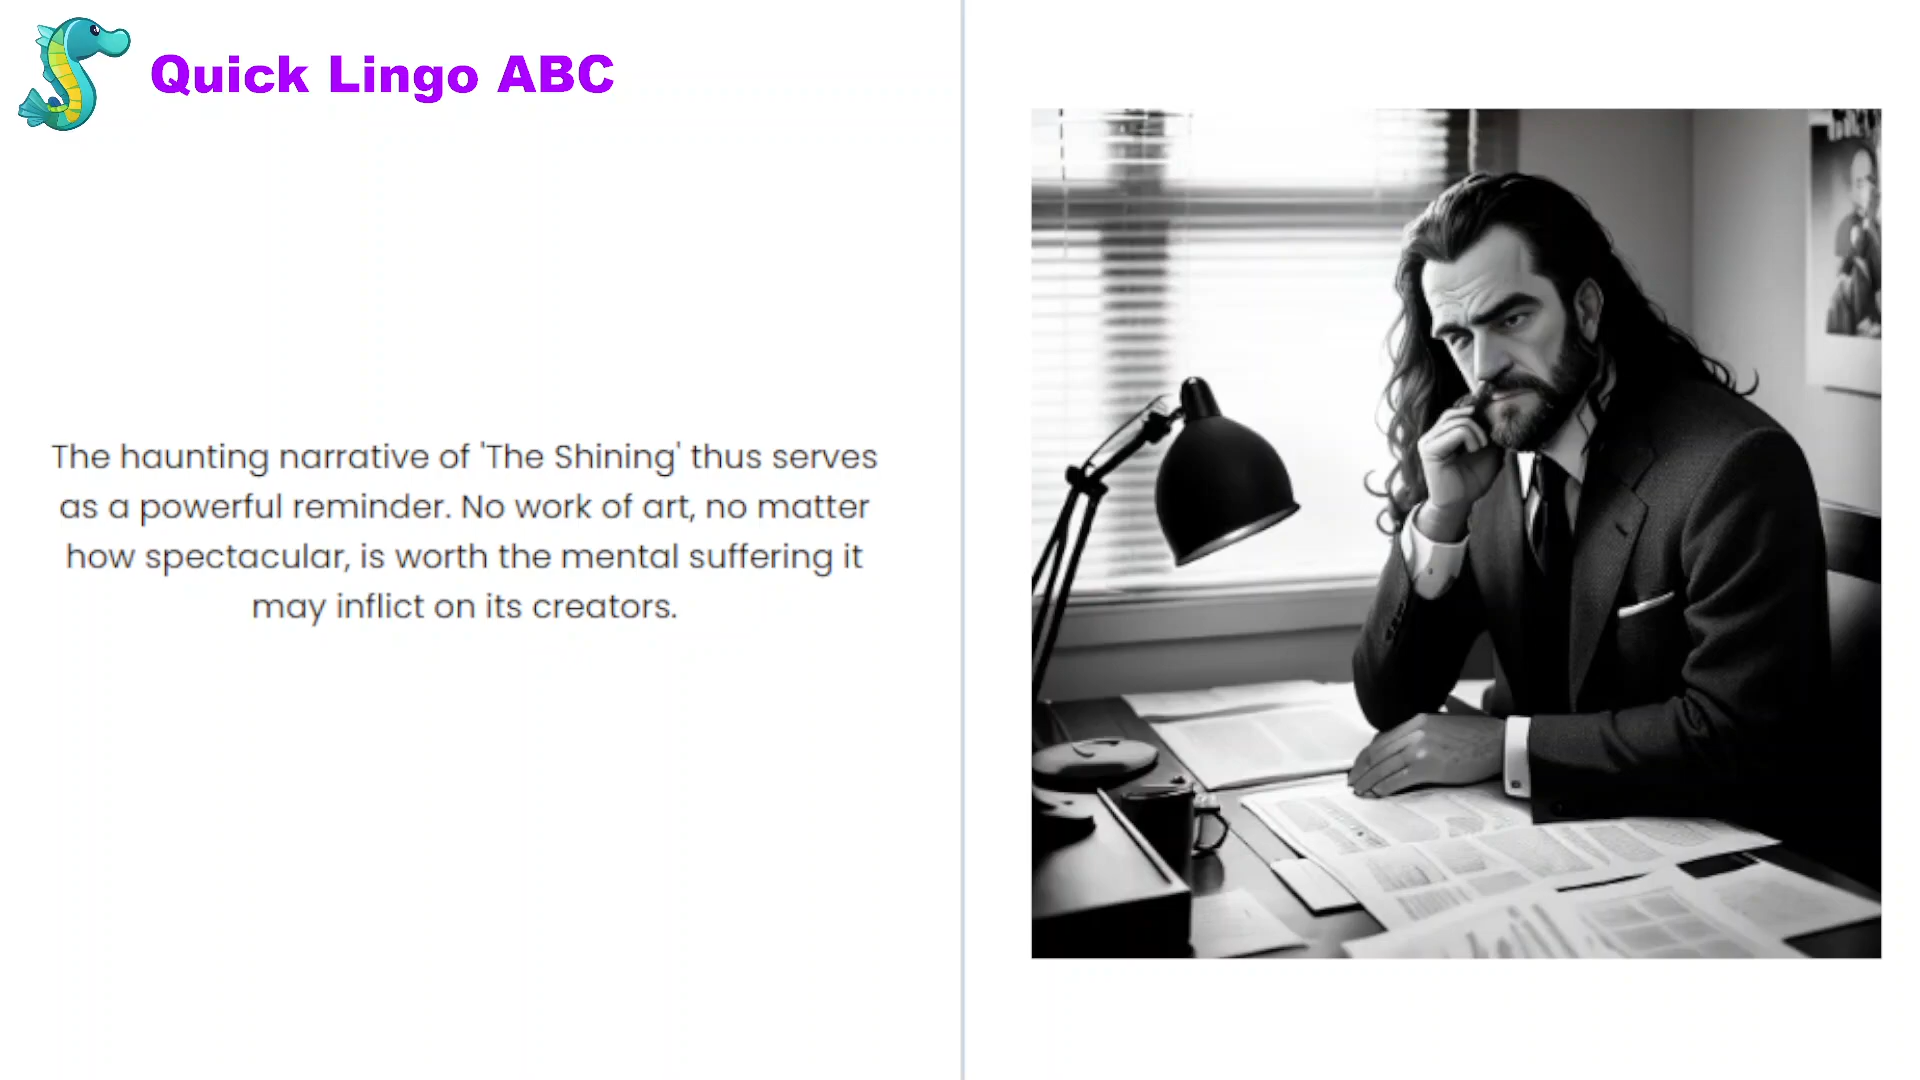 Quick Lingo ABC
The haunting narrative of 'The Shining' thus serves
as a powerful reminder. No work of art, no matter
how spectacular, is worth the mental suffering it
may inflict on its creators.